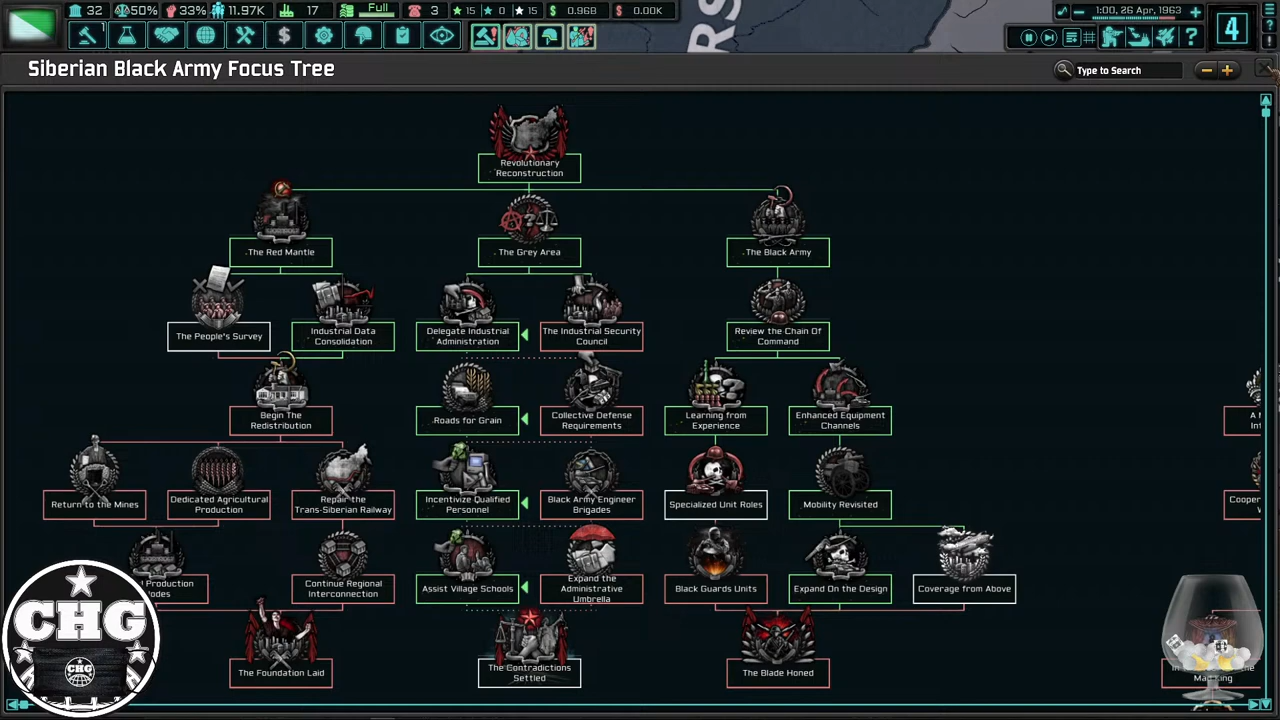 32 50% 33% 11.97K 17 Full 3 15 0 15 $ 0.96B $ 0.00K
1:00, 26 Apr, 1963
4
Siberian Black Army Focus Tree
Type to Search
Revolutionary
Reconstruction
The Red Mantle
The Grey Area
The Black Army
The People's Survey
Industrial Data
Consolidation
Delegate Industrial
Administration
The Industrial Security
Council
Review the Chain Of
Command
Begin The
Redistribution
Roads for Grain
Collective Defense
Requirements
Learning from
Experience
Enhanced Equipment
Channels
Return to the Mines
Dedicated Agricultural
Production
Repair the
Trans-Siberian Railway
Incentivize Qualified
Personnel
Black Army Engineer
Brigades
Specialized Unit Roles
Mobility Revisited
Cooper
Production
Continue Regional
Interconnection
Assist Village Schools
Expand the
Administrative
Umbrella
Black Guards Units
Expand On the Design
Coverage from Above
The Foundation Laid
The Contradictions
Settled
The Blade Honed
Mad King
CHG
CHG